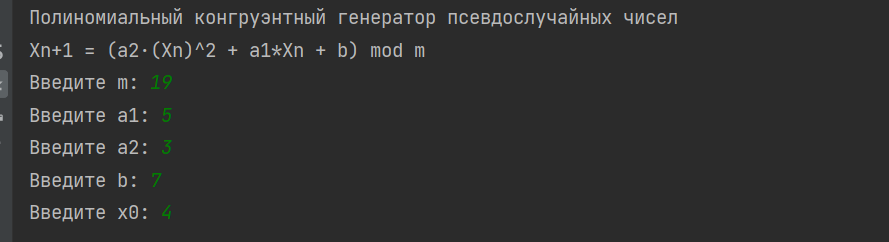 Полиномиальный конгруэнтный генератор псевдослучайных чисел
Xn+1 = (a2·(Xn)^2 + a1*Xn + b) mod m
Введите m: 19
Введите a1: 5
Введите a2: 3
Введите b: 7
Введите x0: 4